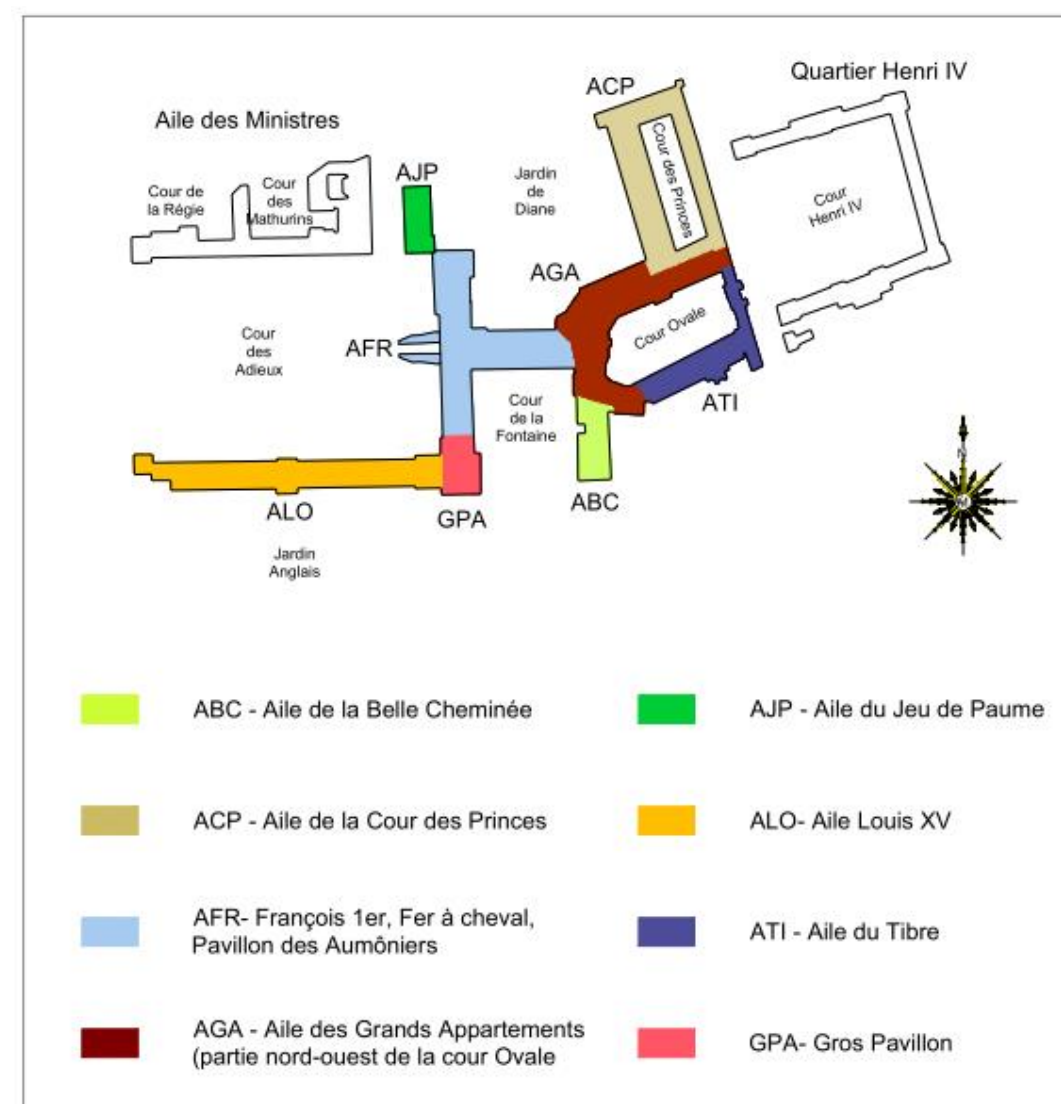 Quartier Henri IV
ACP
Aile des Ministres
AJP
Cour de
la Régie
Cour
des
Mathurins
Jardin
de
Diane
Cour des Princes
Cour
Henri IV
AGA
Cour Ovale
Cour
des
Adieux
AFR
Cour
de la
Fontaine
ATI
N
ALO
GPA
ABC
Jardin
Anglais
ABC - Aile de la Belle Cheminée
AJP - Aile du Jeu de Paume
ACP - Aile de la Cour des Princes
ALO- Aile Louis XV
AFR- François 1er, Fer à cheval,
Pavillon des Aumôniers
ATI - Aile du Tibre
AGA - Aile des Grands Appartements
(partie nord-ouest de la cour Ovale
GPA- Gros Pavillon